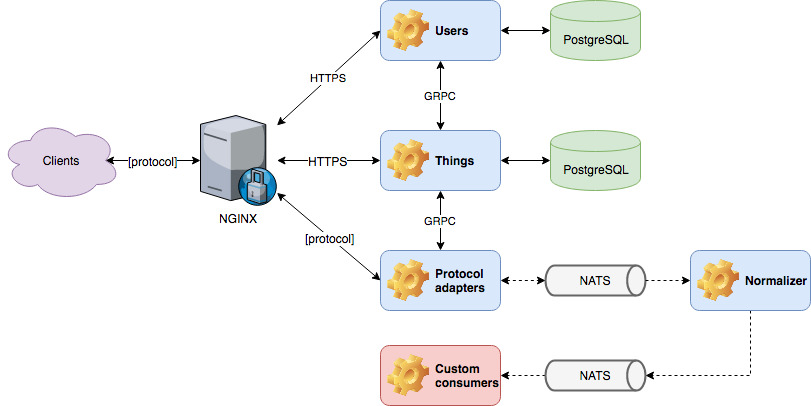 Users
PostgreSQL
HTTPS
GRPC
Clients
[protocol]
HTTPS
Things
PostgreSQL
NGINX
GRPC
[protocol]
Protocol
adapters
NATS
Normalizer
Custom
consumers
NATS